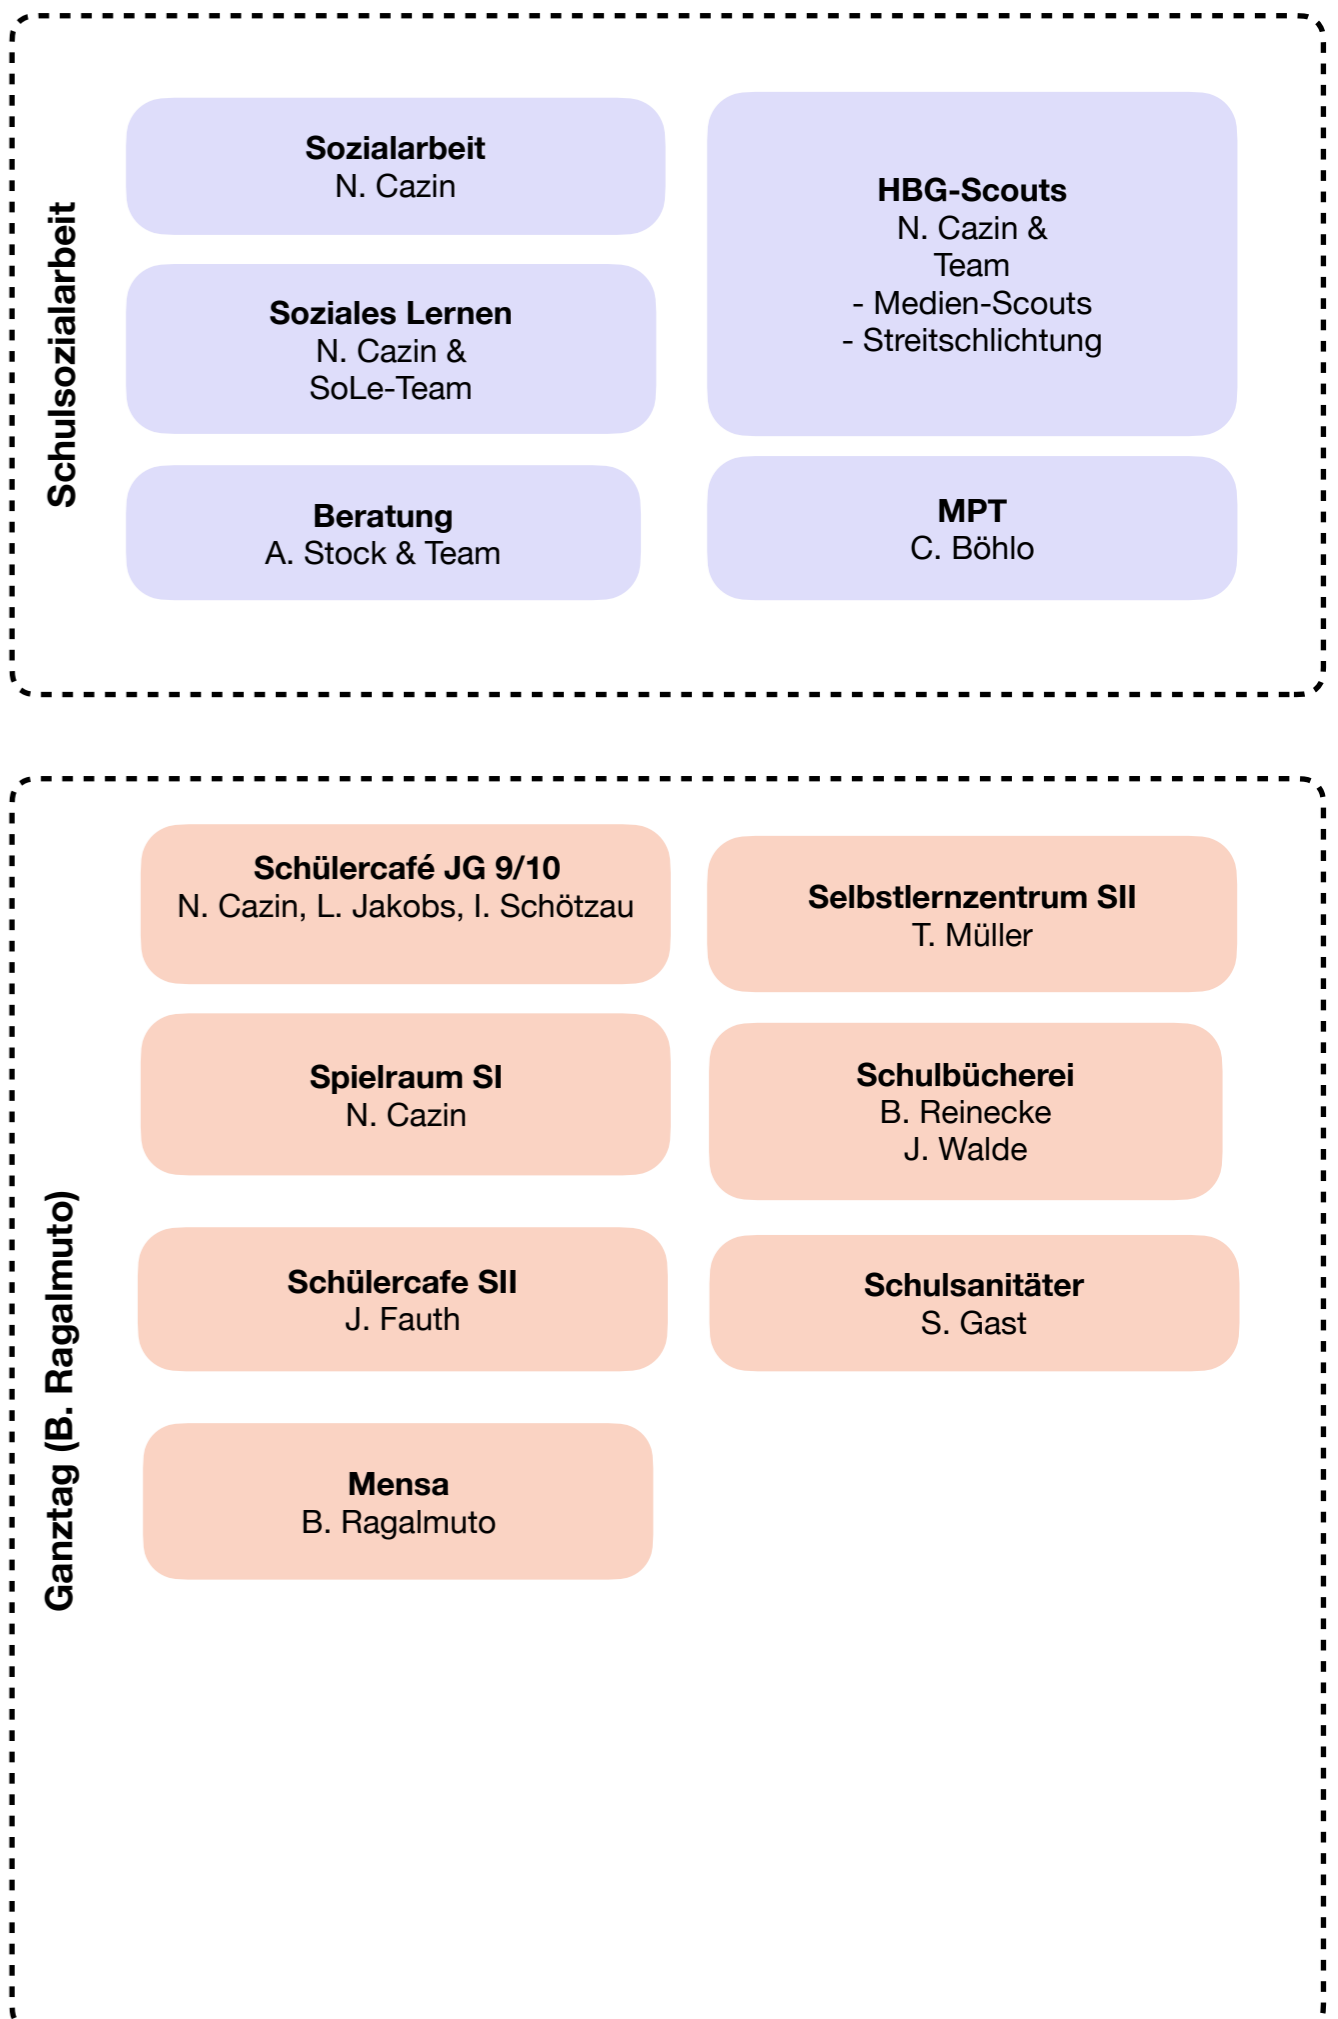 Schulsozialarbeit
Sozialarbeit
N. Cazin
Soziales Lernen
N. Cazin &
SoLe-Team
Beratung
A. Stock & Team
HBG-Scouts
N. Cazin &
Team
- Medien-Scouts
- Streitschlichtung
MPT
C. Böhlo
Ganztag (B. Ragalmuto)
Schülercafé JG 9/10
N. Cazin, L. Jakobs, I. Schötzau
Spielraum SI
N. Cazin
Schülercafe SII
J. Fauth
Mensa
B. Ragalmuto
Selbstlernzentrum SII
T. Müller
Schulbücherei
B. Reinecke
J. Walde
Schulsanitäter
S. Gast